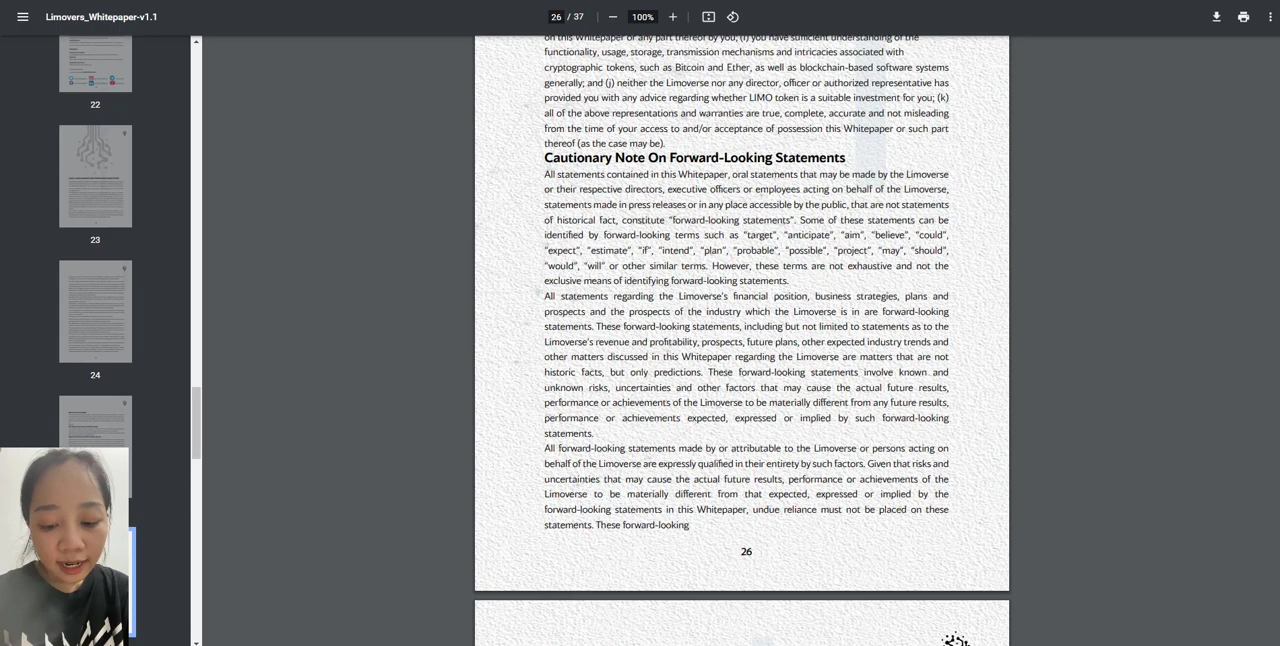 Limovers_Whitepaper-v1.1
26 / 37
100%
22
23
24
on this Whitepaper or any part thereof by you; (i) you have sufficient understanding of the
functionality, usage, storage, transmission mechanisms and intricacies associated with
cryptographic tokens, such as Bitcoin and Ether, as well as blockchain-based software systems
generally; and (j) neither the Limoverse nor any director, officer or authorized representative has
provided you with any advice regarding whether LIMO token is a suitable investment for you; (k)
all of the above representations and warranties are true, complete, accurate and not misleading
from the time of your access to and/or acceptance of possession this Whitepaper or such part
thereof (as the case may be).
Cautionary Note On Forward-Looking Statements
All statements contained in this Whitepaper, oral statements that may be made by the Limoverse
or their respective directors, executive officers or employees acting on behalf of the Limoverse,
statements made in press releases or in any place accessible by the public, that are not statements
of historical fact, constitute “forward-looking statements”. Some of these statements can be
identified by forward-looking terms such as “target”, “anticipate”, “aim”, “believe”, “could”,
“expect”, “estimate”, “if”, “intend”, “plan”, “probable”, “possible”, “project”, “may”, “should”,
“would”, “will” or other similar terms. However, these terms are not exhaustive and not the
exclusive means of identifying forward-looking statements.
All statements regarding the Limoverse's financial position, business strategies, plans and
prospects and the prospects of the industry which the Limoverse is in are forward-looking
statements. These forward-looking statements, including but not limited to statements as to the
Limoverse's revenue and profitability, prospects, future plans, other expected industry trends and
other matters discussed in this Whitepaper regarding the Limoverse are matters that are not
historic facts, but only predictions. These forward-looking statements involve known and
unknown risks, uncertainties and other factors that may cause the actual future results,
performance or achievements of the Limoverse to be materially different from any future results,
performance or achievements expected, expressed or implied by such forward-looking
statements.
All forward-looking statements made by or attributable to the Limoverse or persons acting on
behalf of the Limoverse are expressly qualified in their entirety by such factors. Given that risks and
uncertainties that may cause the actual future results, performance or achievements of the
Limoverse to be materially different from that expected, expressed or implied by the
forward-looking statements in this Whitepaper, undue reliance must not be placed on these
statements. These forward-looking
26